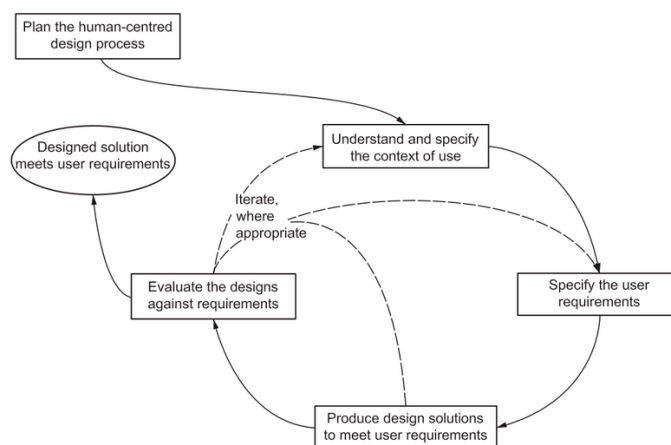 Plan the human-centred
design process
Designed solution
meets user requirements
Understand and specify
the context of use
Iterate,
where
appropriate
Evaluate the designs
against requirements
Specify the user
requirements
Produce design solutions
to meet user requirements